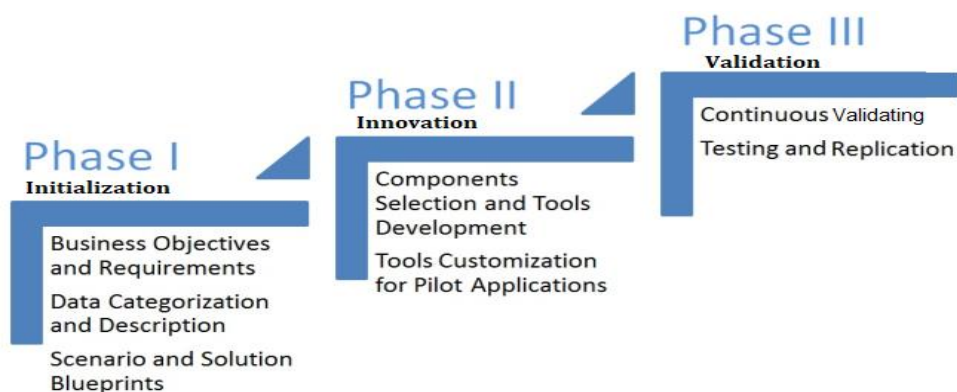 Phase I
Initialization
Business Objectives
and Requirements
Data Categorization
and Description
Scenario and Solution
Blueprints
Phase II
Innovation
Components
Selection and Tools
Development
Tools Customization
for Pilot Applications
Phase III
Validation
Continuous Validating
Testing and Replication